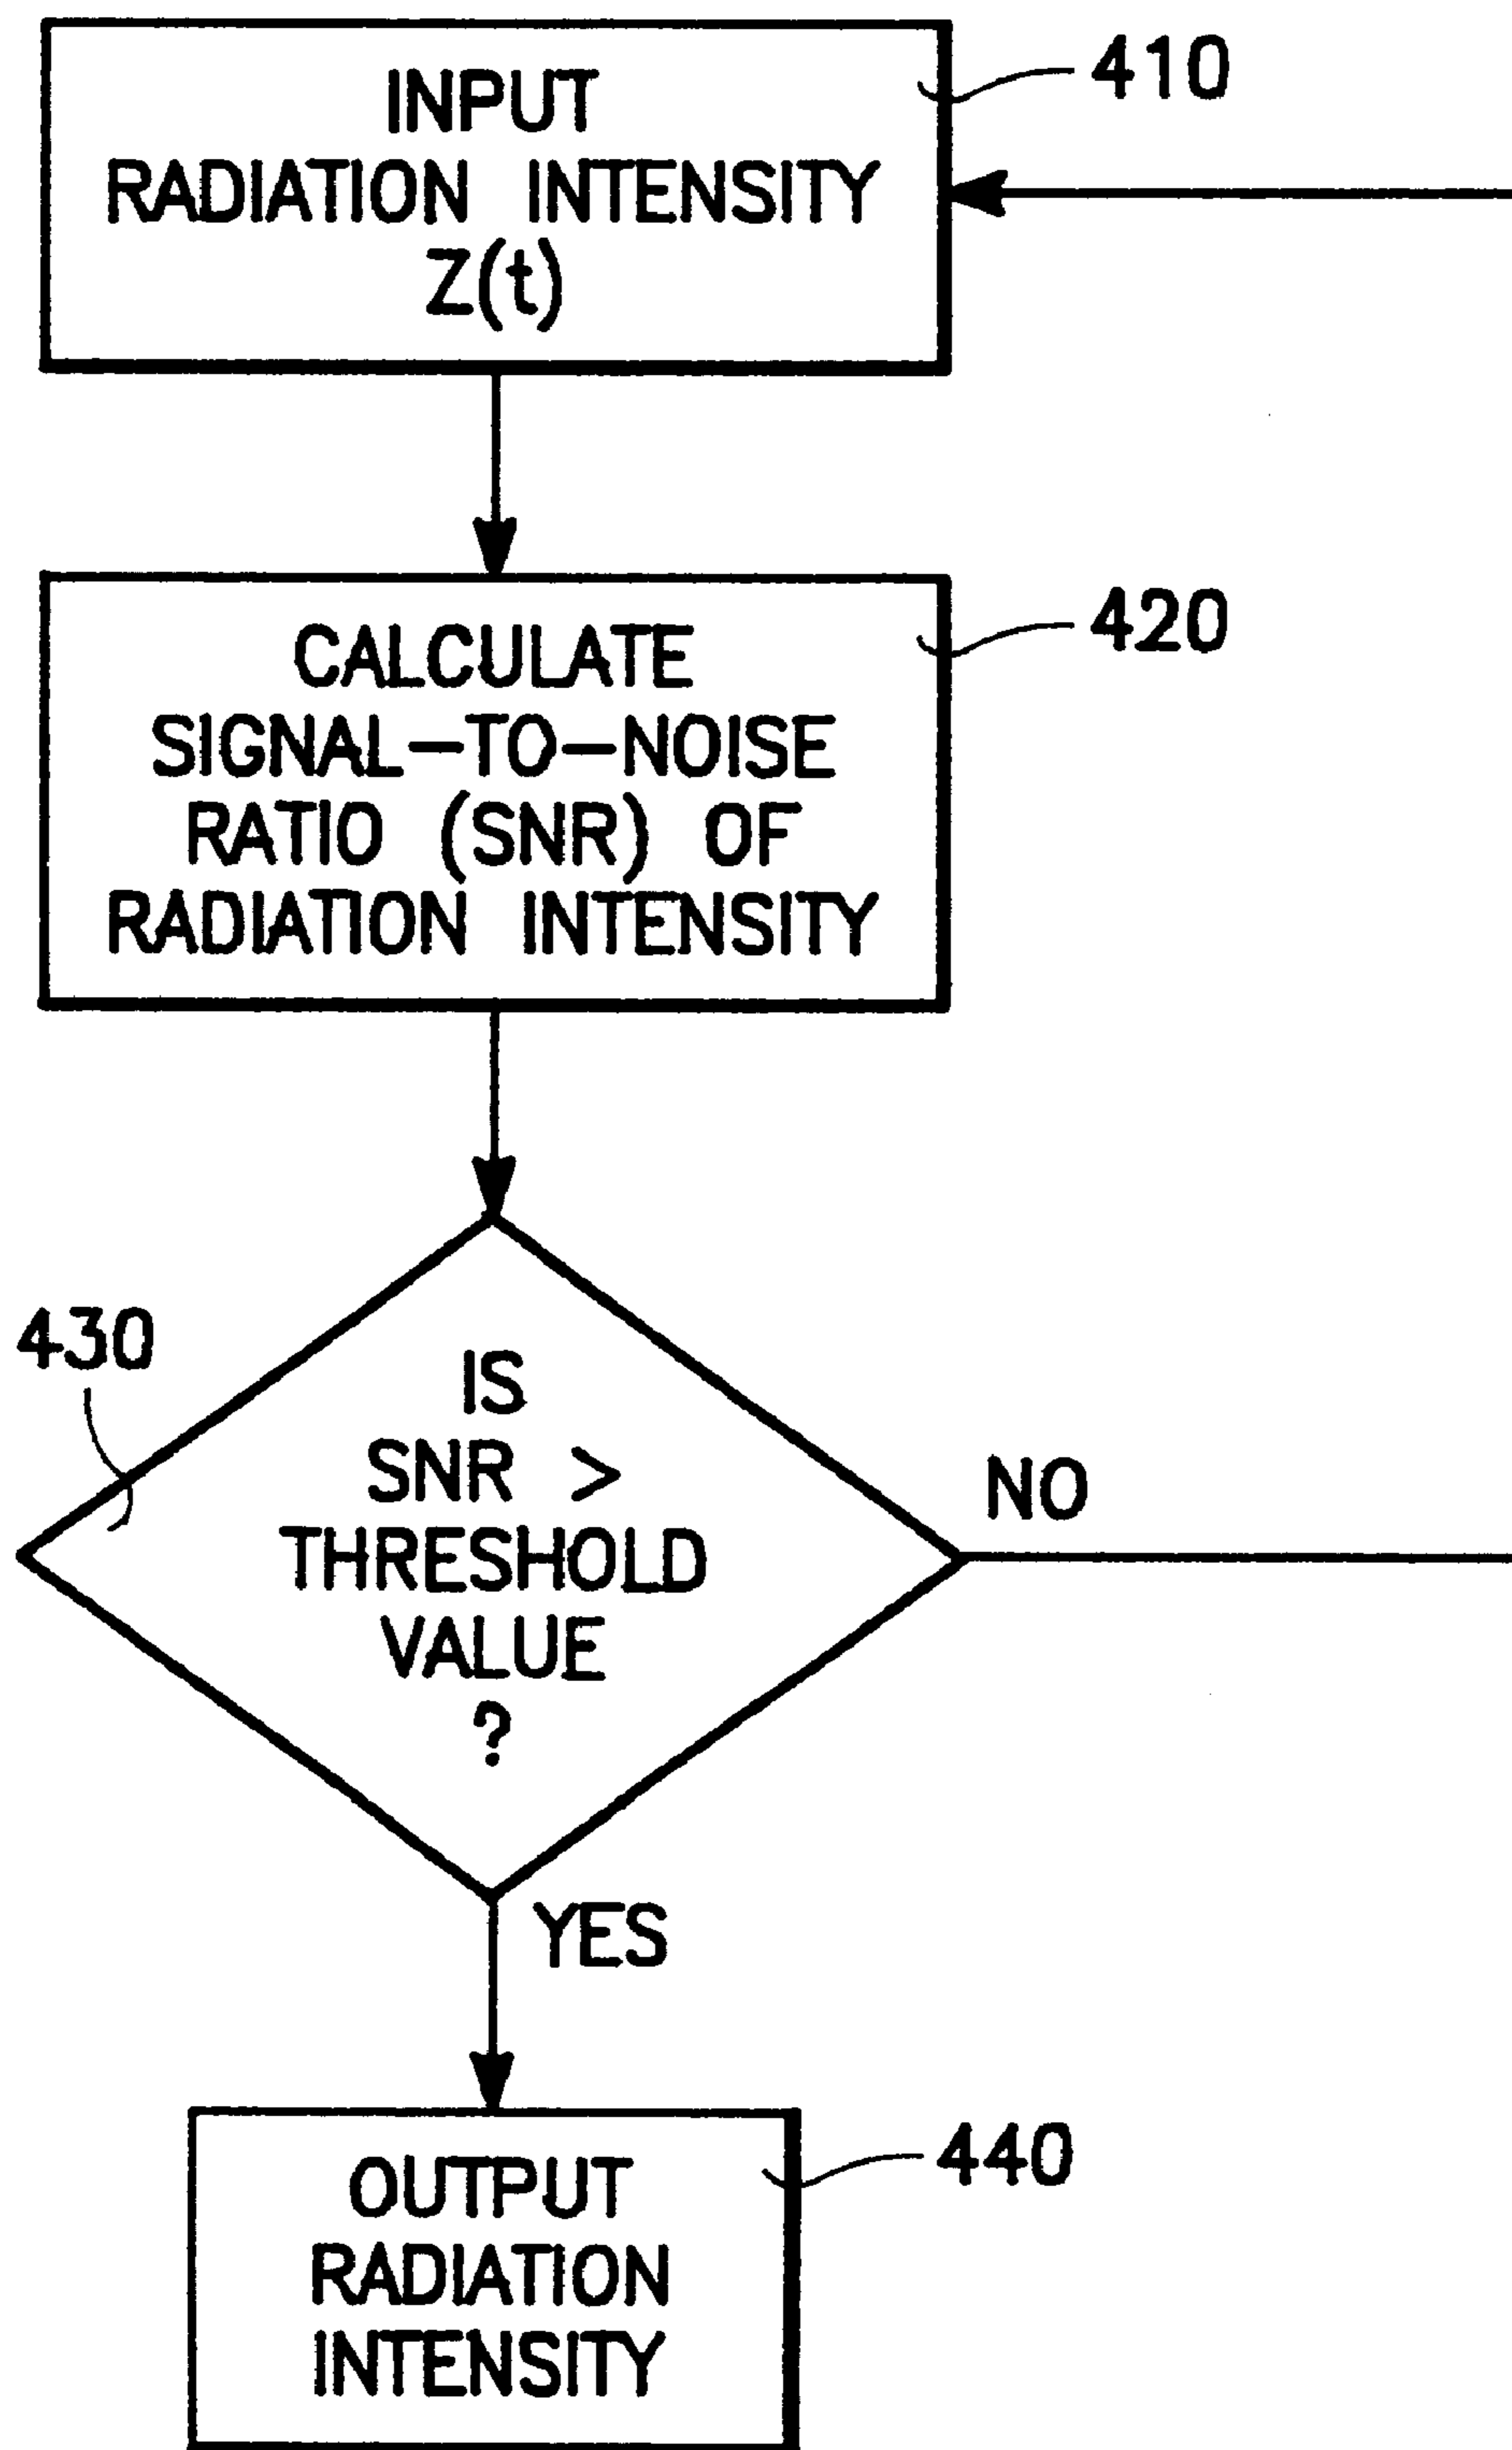 INPUT
RADIATION INTENSITY
Z(t)
410
CALCULATE
SIGNAL-TO-NOISE
RATIO (SNR) OF
RADIATION INTENSITY
420
430
IS
SNR >
THRESHOLD
VALUE
?
NO
YES
OUTPUT
RADIATION
INTENSITY
440